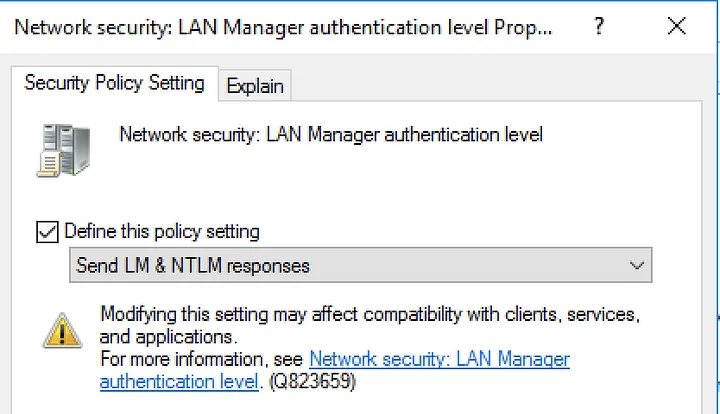 Network security: LAN Manager authentication level Prop...
Security Policy Setting
Explain
Network security: LAN Manager authentication level
Define this policy setting
Send LM & NTLM responses
Modifying this setting may affect compatibility with clients, services,
and applications.
For more information, see Network security: LAN Manager
authentication level. (Q823659)